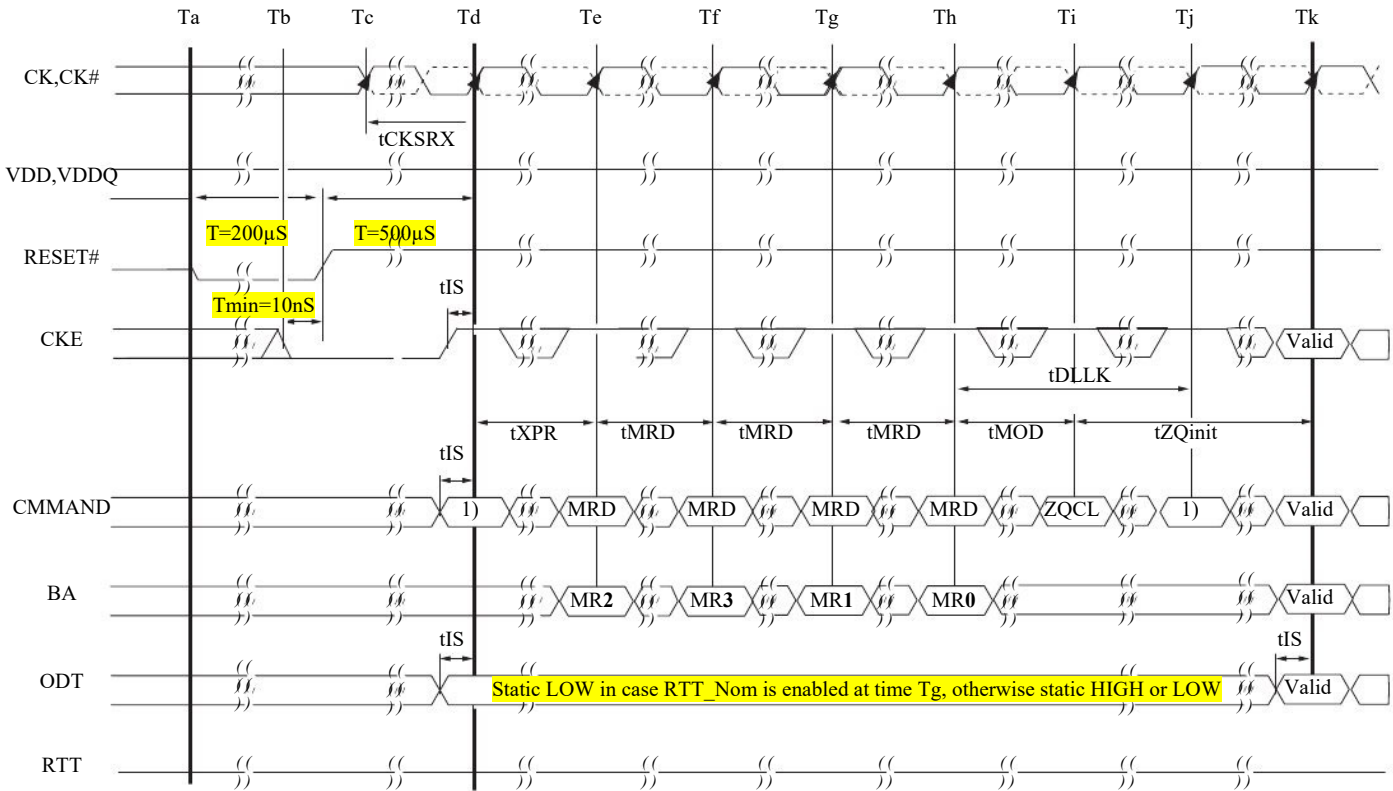 Ta Tb Tc Td Te Tf Tg Th Ti Tj Tk
CK,CK#
tCKSRX
VDD,VDDQ
T=200µS T=500µS
RESET#
Tmin=10nS tIS
CKE Valid
tDLLK
tXPR tMRD tMRD tMRD tMOD tZQinit
tIS
CMMAND 1) MRD MRD MRD MRD ZQCL 1) Valid
BA MR2 MR3 MR1 MR0 Valid
tIS tIS
ODT Static LOW in case RTT_Nom is enabled at time Tg, otherwise static HIGH or LOW Valid
RTT